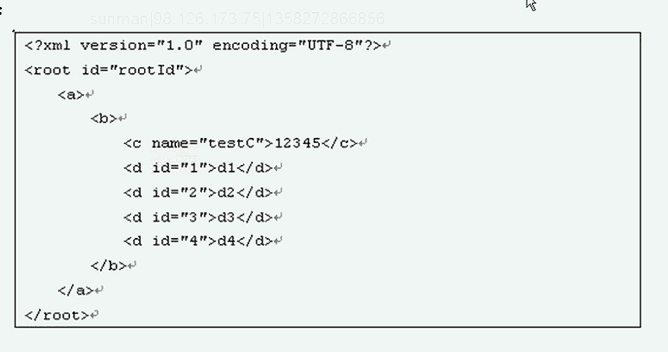 :
sunman|98.126.173.75|1359272866856
<?xml version="1.0" encoding="UTF-8"?>↵
<root id="rootId">↵
<a>↵
<b>↵
<c name="testC">12345</c>↵
<d id="1">d1</d>↵
<d id="2">d2</d>↵
<d id="3">d3</d>↵
<d id="4">d4</d>↵
</b>↵
</a>↵
</root>↵